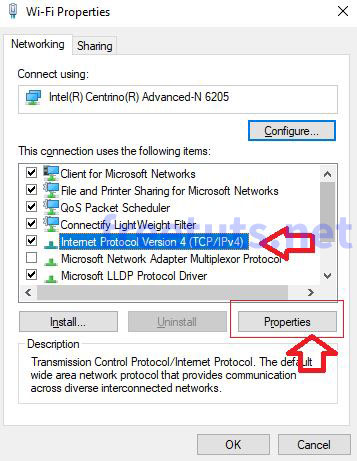 Wi-Fi Properties
Networking
Sharing
Connect using:
Intel(R) Centrino(R) Advanced-N 6205
Configure...
This connection uses the following items:
Client for Microsoft Networks
File and Printer Sharing for Microsoft Networks
QoS Packet Scheduler
Connectify LightWeight Filter
Internet Protocol Version 4 (TCP/IPv4)
Microsoft Network Adapter Multiplexor Protocol
Microsoft LLDP Protocol Driver
Install...
Uninstall
Properties
Description
Transmission Control Protocol/Internet Protocol. The default
wide area network protocol that provides communication
across diverse interconnected networks.
OK
Cancel